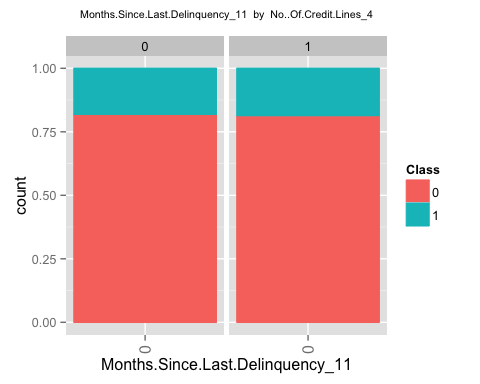 Months.Since.Last.Delinquency_11 by No..Of.Credit.Lines_4
0 1
1.00
0.75
0.50
0.25
0.00
count
0 0
Months.Since.Last.Delinquency_11
Class
0
1